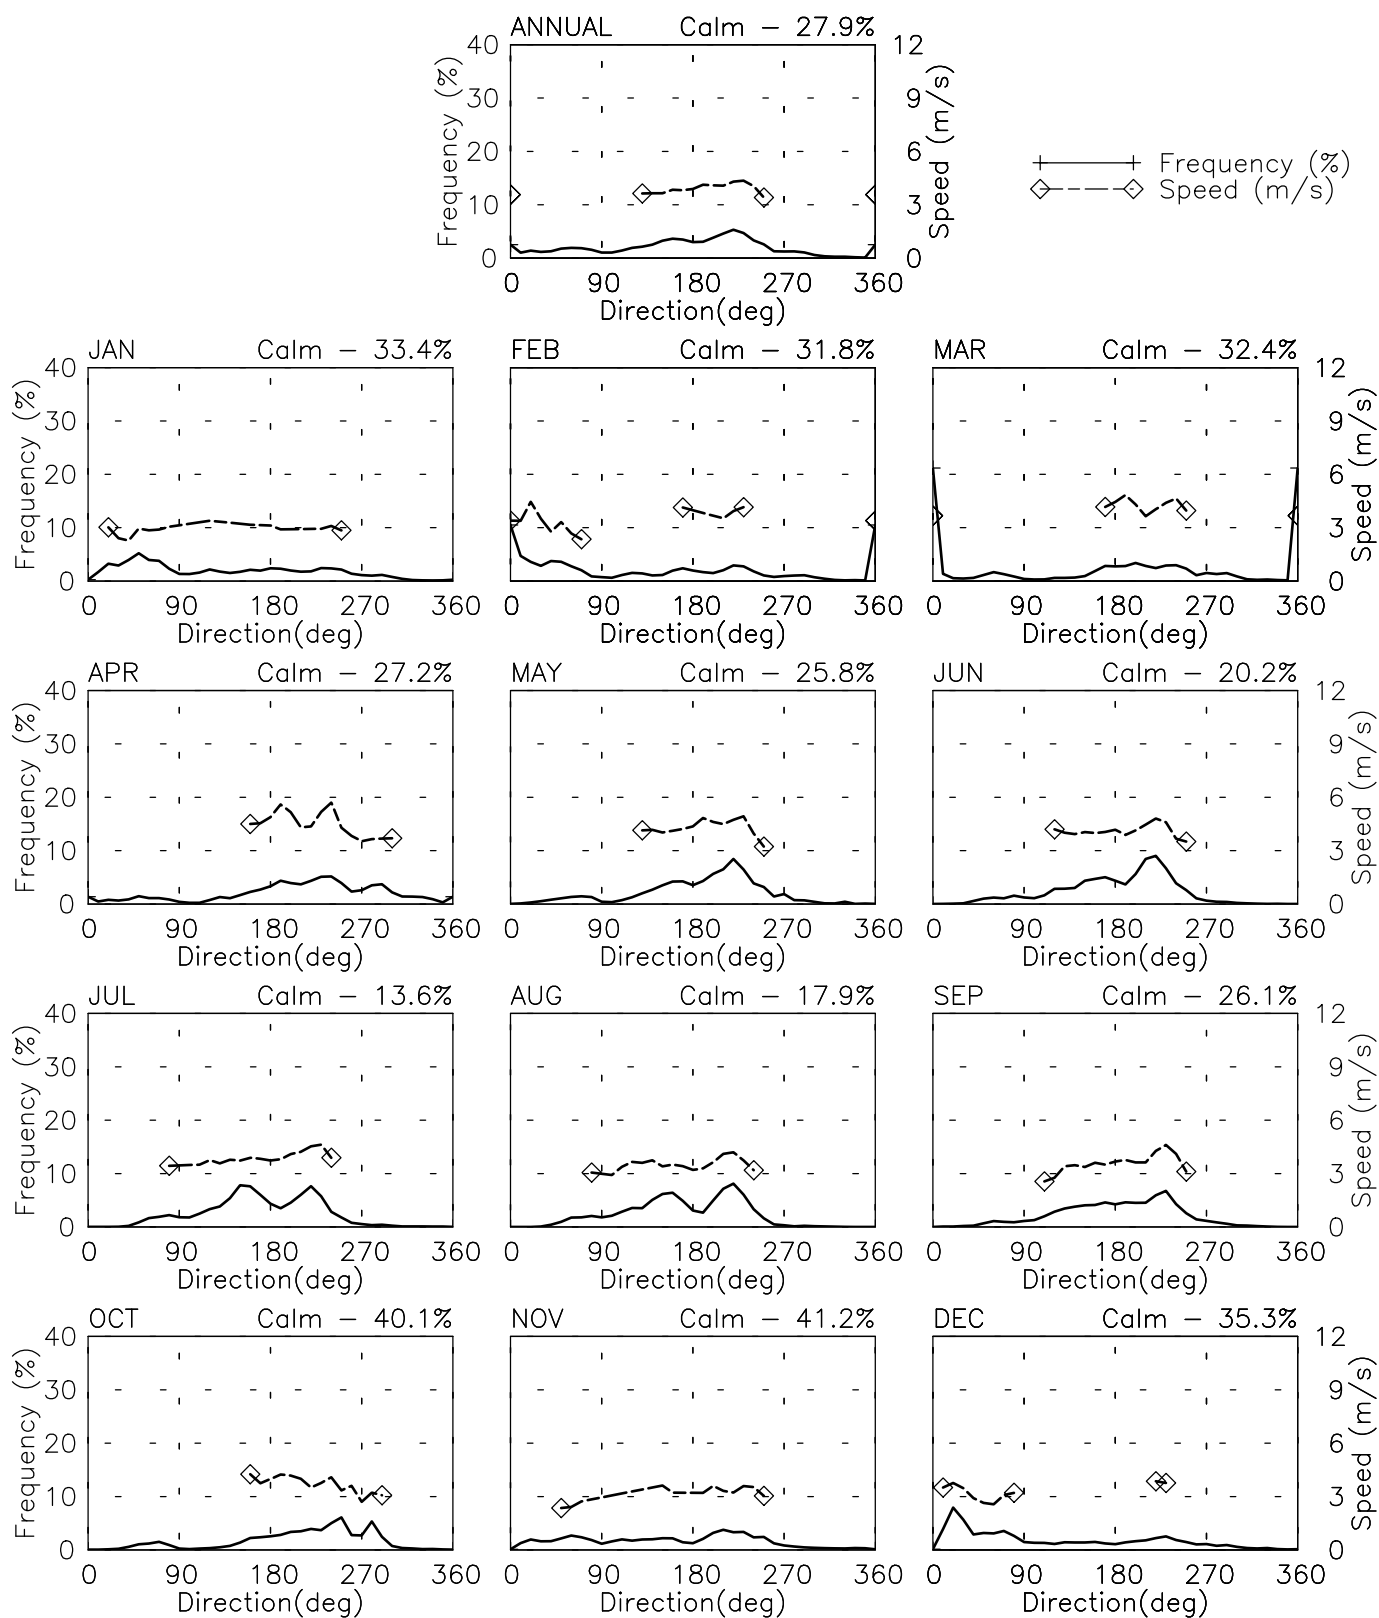 ANNUAL Calm – 27.9%
40 30 20 10 0
Frequency (%)
12 9 6 3 0
Speed (m/s)
0 90 180 270 360
Direction(deg)
Frequency (%)
Speed (m/s)
JAN Calm – 33.4%
FEB Calm – 31.8%
MAR Calm – 32.4%
40 30 20 10 0
Frequency (%)
12 9 6 3 0
Speed (m/s)
0 90 180 270 360
0 90 180 270 360
0 90 180 270 360
Direction(deg)
Direction(deg)
Direction(deg)
APR Calm – 27.2%
MAY Calm – 25.8%
JUN Calm – 20.2%
40 30 20 10 0
Frequency (%)
12 9 6 3 0
Speed (m/s)
0 90 180 270 360
0 90 180 270 360
0 90 180 270 360
Direction(deg)
Direction(deg)
Direction(deg)
JUL Calm – 13.6%
AUG Calm – 17.9%
SEP Calm – 26.1%
40 30 20 10 0
Frequency (%)
12 9 6 3 0
Speed (m/s)
0 90 180 270 360
0 90 180 270 360
0 90 180 270 360
Direction(deg)
Direction(deg)
Direction(deg)
OCT Calm – 40.1%
NOV Calm – 41.2%
DEC Calm – 35.3%
40 30 20 10 0
Frequency (%)
12 9 6 3 0
Speed (m/s)
0 90 180 270 360
0 90 180 270 360
0 90 180 270 360
Direction(deg)
Direction(deg)
Direction(deg)